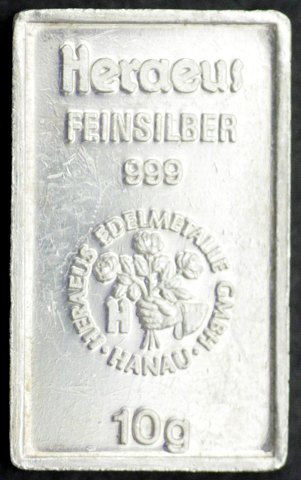 Heraeus
FEINSILBER
999
HERAEUS EDELMETALLE GMBH
H
· HANAU ·
10g